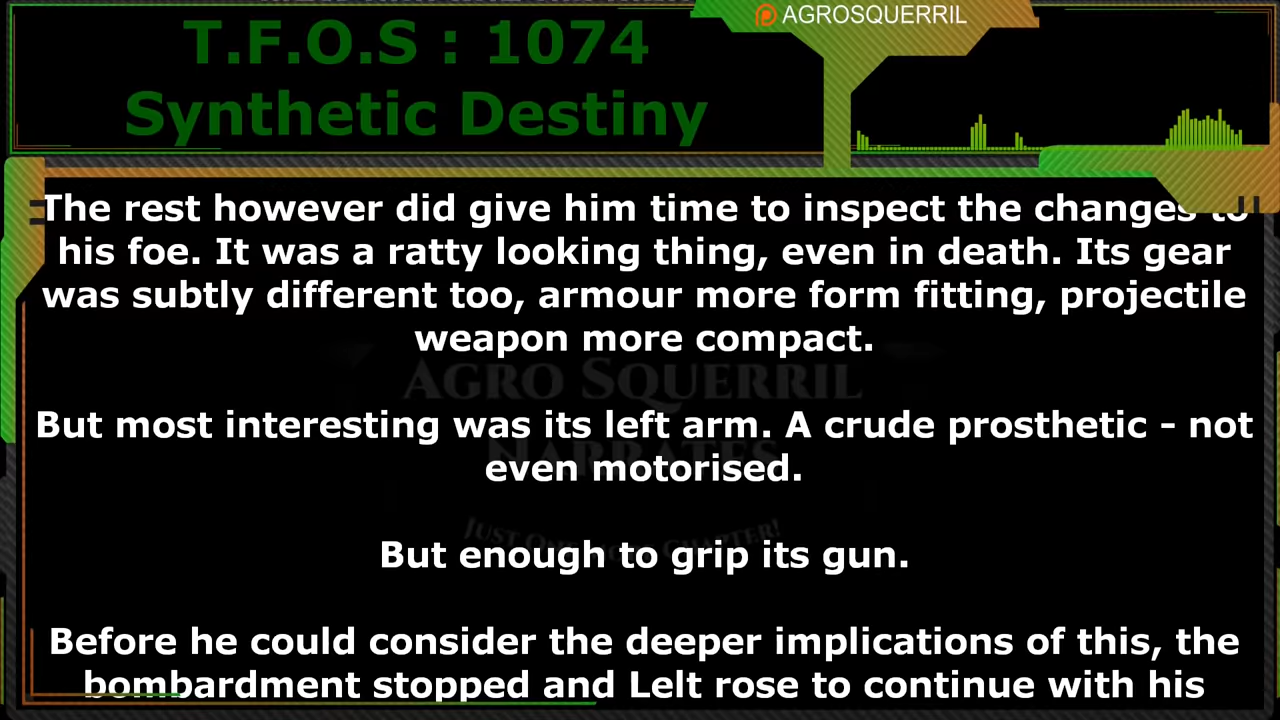 AGROSQUERRIL
T.F.O.S : 1074
Synthetic Destiny
The rest however did give him time to inspect the changes to
his foe. It was a ratty looking thing, even in death. Its gear
was subtly different too, armour more form fitting, projectile
weapon more compact.
AGRO SQUERRIL
NARRATES
But most interesting was its left arm. A crude prosthetic - not
even motorised.
But enough to grip its gun.
Before he could consider the deeper implications of this, the
bombardment stopped and Lelt rose to continue with his